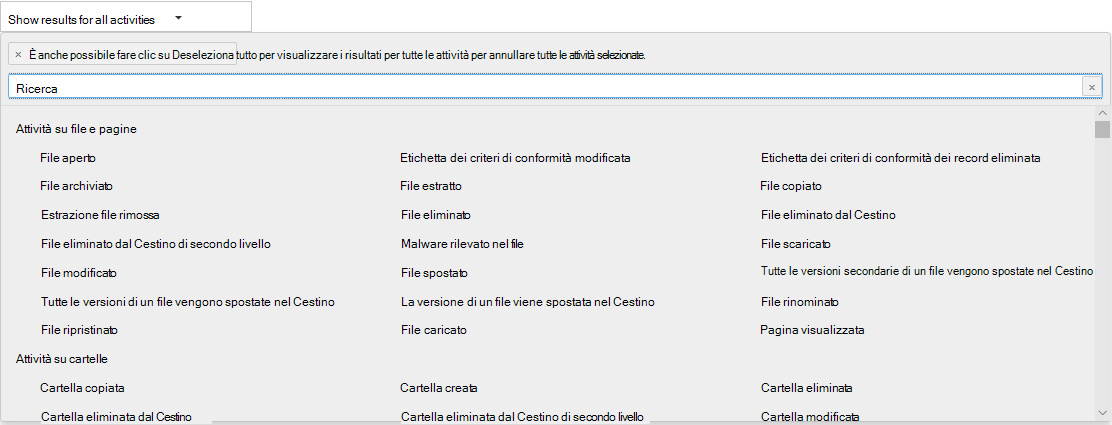 Show results for all activities
× È anche possibile fare clic su Deseleziona tutto per visualizzare i risultati per tutte le attività per annullare tutte le attività selezionate.
Ricerca ×
Attività su file e pagine
File aperto Etichetta dei criteri di conformità modificata Etichetta dei criteri di conformità dei record eliminata
File archiviato File estratto File copiato
Estrazione file rimossa File eliminato File eliminato dal Cestino
File eliminato dal Cestino di secondo livello Malware rilevato nel file File scaricato
File modificato File spostato Tutte le versioni secondarie di un file vengono spostate nel Cestino
Tutte le versioni di un file vengono spostate nel Cestino La versione di un file viene spostata nel Cestino File rinominato
File ripristinato File caricato Pagina visualizzata
Attività su cartelle
Cartella copiata Cartella creata Cartella eliminata
Cartella eliminata dal Cestino Cartella eliminata dal Cestino di secondo livello Cartella modificata